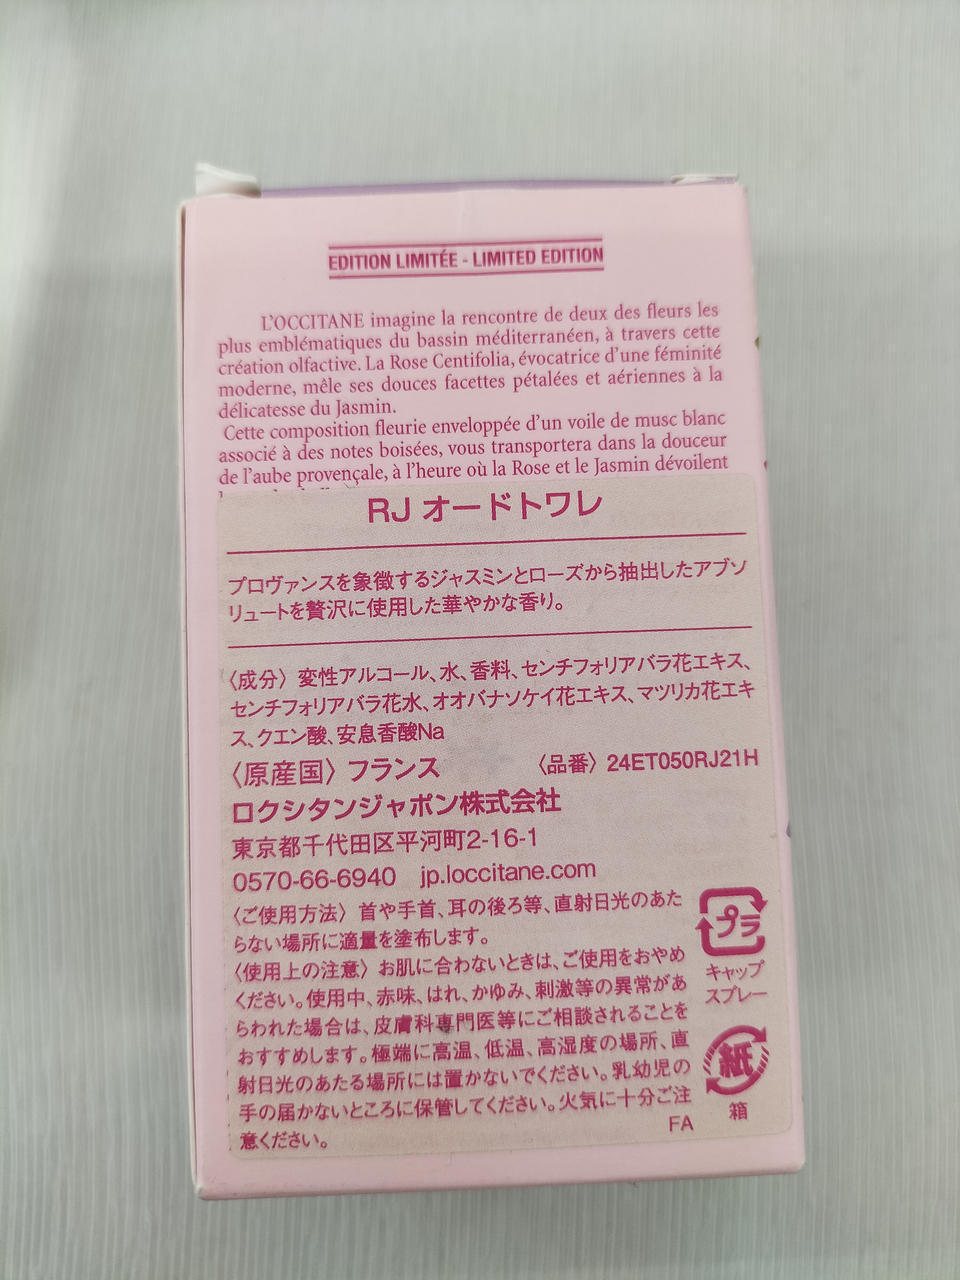 EDITION LIMITÉE - LIMITED EDITION
L'OCCITANE imagine la rencontre de deux des fleurs les
plus emblématiques du bassin méditerranéen, à travers cette
création olfactive. La Rose Centifolia, évocatrice d'une féminité
moderne, mêle ses douces facettes pétalées et aériennes à la
délicatesse du Jasmin.
Cette composition fleurie enveloppée d'un voile de musc blanc
associé à des notes boisées, vous transportera dans la douceur
de l'aube provençale, à l'heure où la Rose et le Jasmin dévoilent
RJ オードトワレ
プロヴァンスを象徴するジャスミンとローズから抽出したアブソ
リュートを贅沢に使用した華やかな香り。
〈成分〉 変性アルコール、水、香料、センチフォリアバラ花エキス、
センチフォリアバラ花水、オオバナソケイ花エキス、マツリカ花エキ
ス、クエン酸、安息香酸Na
〈原産国〉 フランス 〈品番〉 24ET050RJ21H
ロクシタンジャポン株式会社
東京都千代田区平河町2-16-1
0570-66-6940 jp.loccitane.com
〈ご使用方法〉 首や手首、耳の後ろ等、直射日光のあた
らない場所に適量を塗布します。
〈使用上の注意〉 お肌に合わないときは、ご使用をおやめ
ください。使用中、赤味、はれ、かゆみ、刺激等の異常があ
らわれた場合は、皮膚科専門医等にご相談されることを
おすすめします。極端に高温、低温、高湿度の場所、直
射日光のあたる場所には置かないでください。乳幼児の
手の届かないところに保管してください。火気に十分ご注
意ください。
FA
プラ
キャップ
スプレー
紙
箱